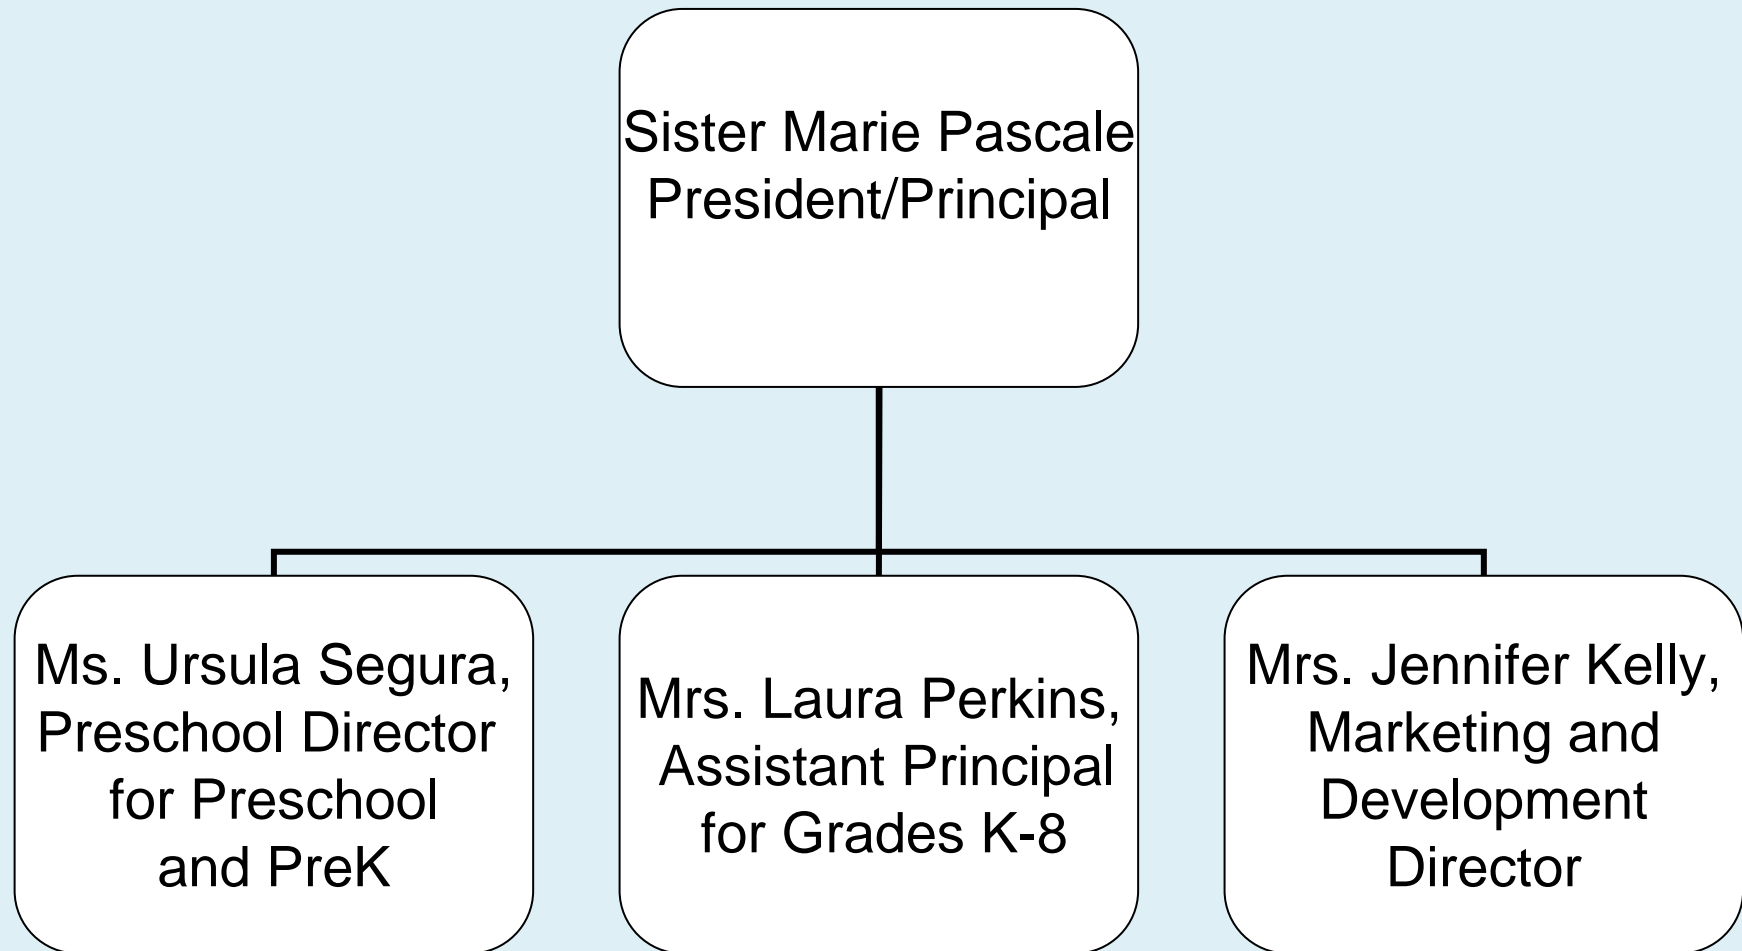 Sister Marie Pascale
President/Principal
Ms. Ursula Segura,
Preschool Director
for Preschool
and PreK
Mrs. Laura Perkins,
Assistant Principal
for Grades K-8
Mrs. Jennifer Kelly,
Marketing and
Development
Director